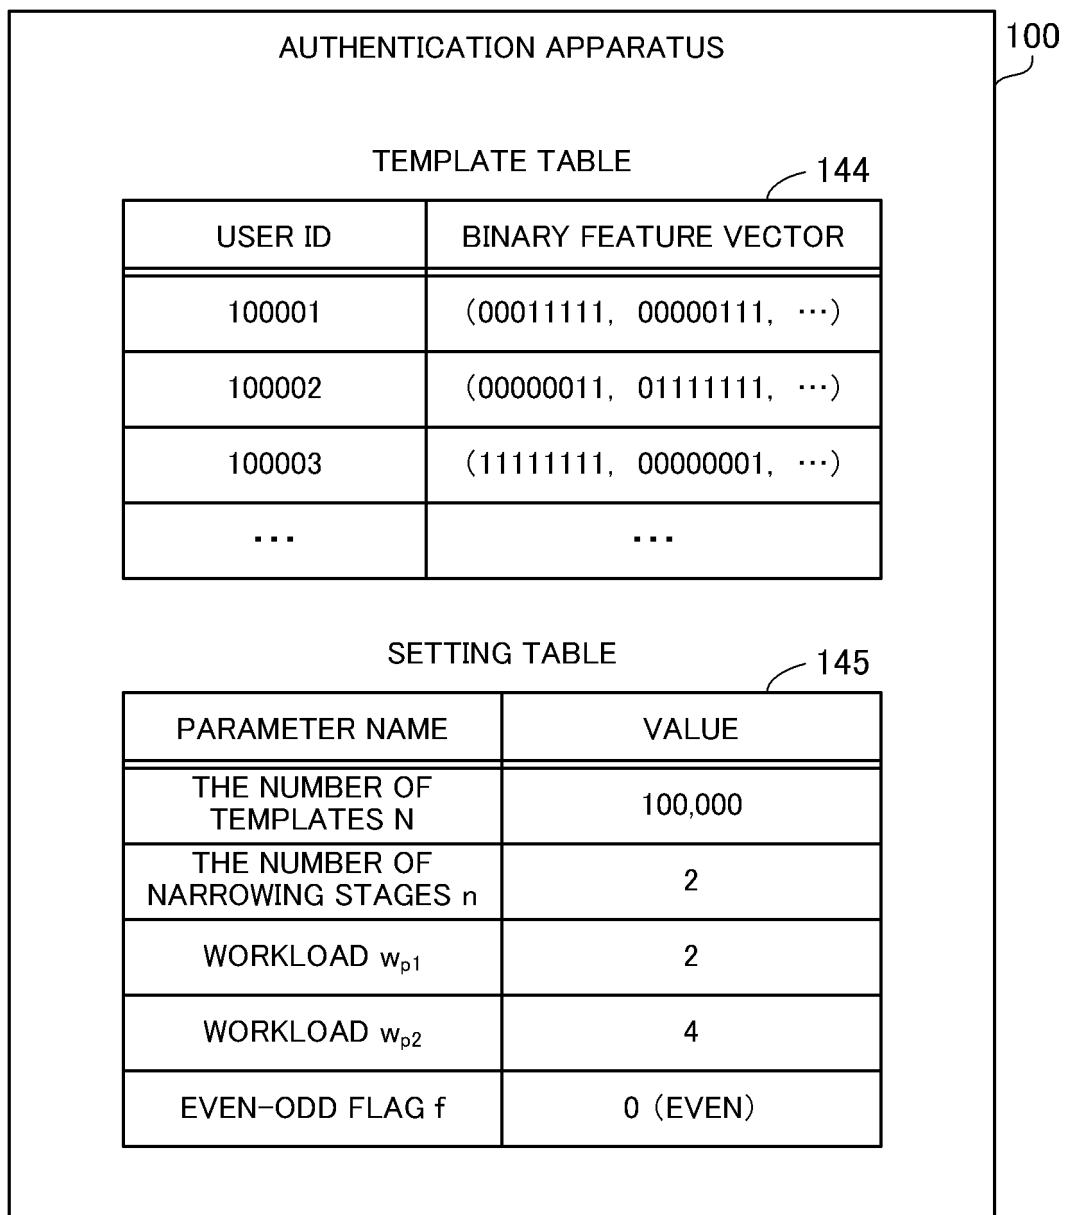 AUTHENTICATION APPARATUS
100
TEMPLATE TABLE
144
USER ID BINARY FEATURE VECTOR
100001 (00011111, 00000111, ⋯)
100002 (00000011, 01111111, ⋯)
100003 (11111111, 00000001, ⋯)
⋯ ⋯
SETTING TABLE
145
PARAMETER NAME VALUE
THE NUMBER OF
TEMPLATES N 100,000
THE NUMBER OF
NARROWING STAGES n 2
WORKLOAD wp1 2
WORKLOAD wp2 4
EVEN-ODD FLAG f 0 (EVEN)